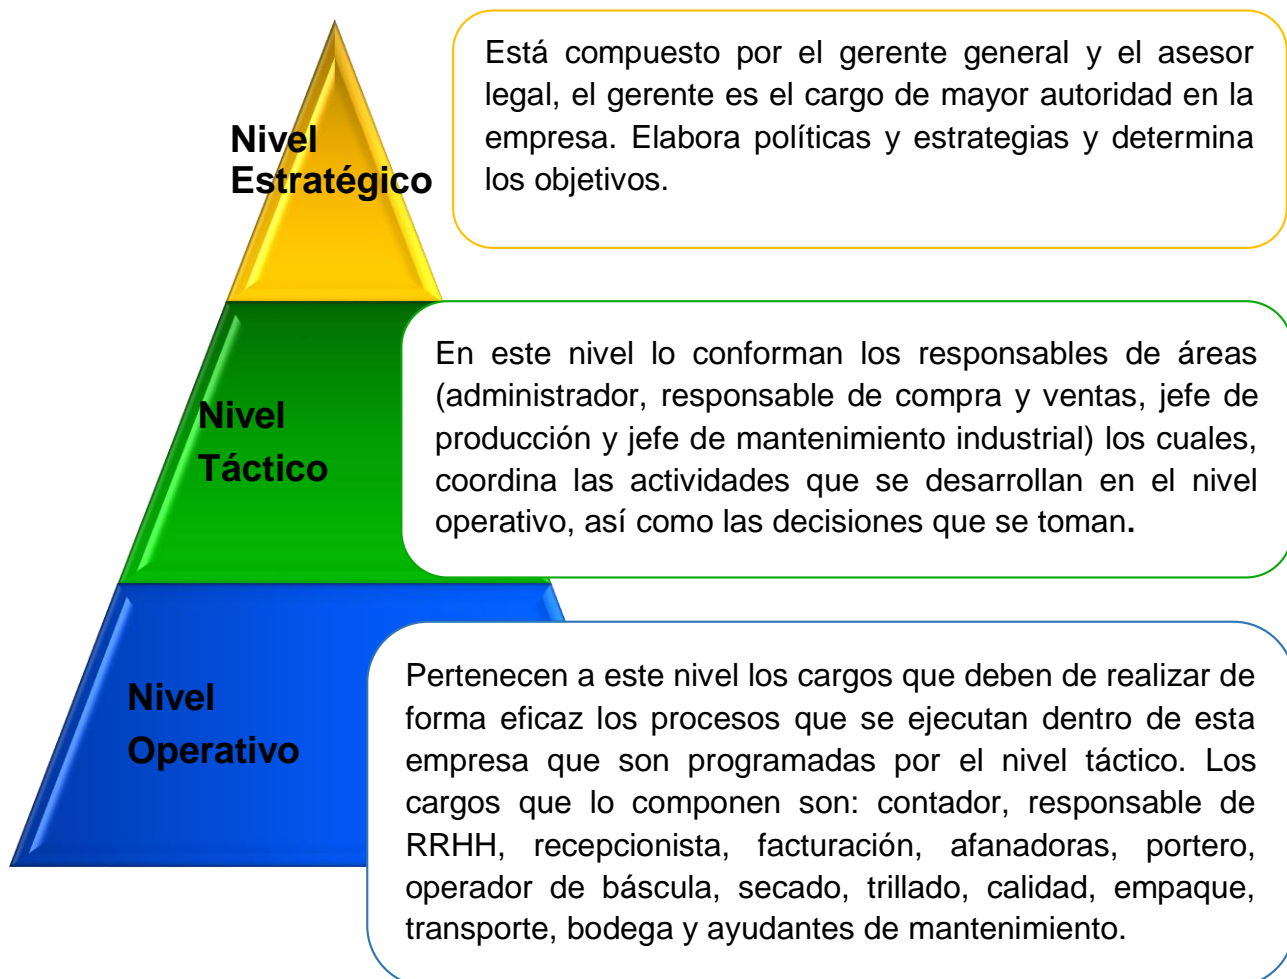 Nivel
Estratégico
Está compuesto por el gerente general y el asesor
legal, el gerente es el cargo de mayor autoridad en la
empresa. Elabora políticas y estrategias y determina
los objetivos.
Nivel
Táctico
En este nivel lo conforman los responsables de áreas
(administrador, responsable de compra y ventas, jefe de
producción y jefe de mantenimiento industrial) los cuales,
coordina las actividades que se desarrollan en el nivel
operativo, así como las decisiones que se toman.
Nivel
Operativo
Pertenecen a este nivel los cargos que deben de realizar de
forma eficaz los procesos que se ejecutan dentro de esta
empresa que son programadas por el nivel táctico. Los
cargos que lo componen son: contador, responsable de
RRHH, recepcionista, facturación, afanadoras, portero,
operador de báscula, secado, trillado, calidad, empaque,
transporte, bodega y ayudantes de mantenimiento.